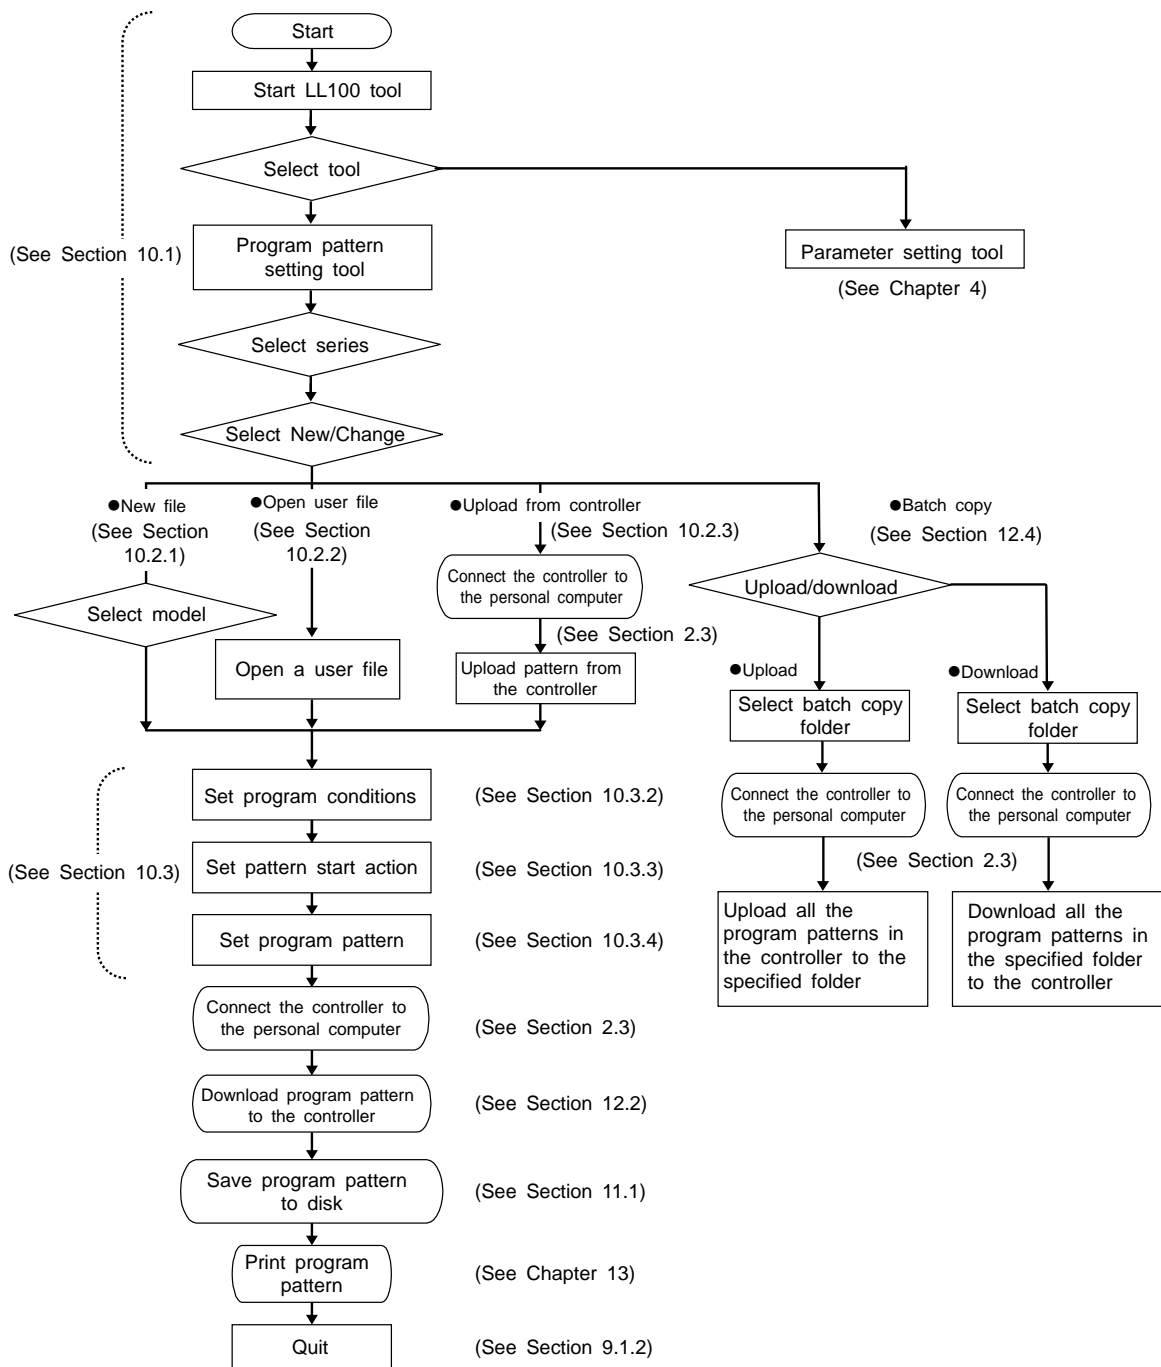 Start
Start LL100 tool
Select tool
(See Section 10.1)
Program pattern
setting tool
Parameter setting tool
(See Chapter 4)
Select series
Select New/Change
●New file
(See Section
10.2.1)
●Open user file
(See Section
10.2.2)
●Upload from controller
(See Section 10.2.3)
●Batch copy
(See Section 12.4)
Select model
Open a user file
Connect the controller to
the personal computer
(See Section 2.3)
Upload pattern from
the controller
Upload/download
●Upload
●Download
Select batch copy
folder
Select batch copy
folder
Connect the controller to
the personal computer
Connect the controller to
the personal computer
(See Section 2.3)
Upload all the
program patterns in
the controller to the
specified folder
Download all the
program patterns in
the specified folder
to the controller
(See Section 10.3)
Set program conditions
(See Section 10.3.2)
Set pattern start action
(See Section 10.3.3)
Set program pattern
(See Section 10.3.4)
Connect the controller to
the personal computer
(See Section 2.3)
Download program pattern
to the controller
(See Section 12.2)
Save program pattern
to disk
(See Section 11.1)
Print program
pattern
(See Chapter 13)
Quit
(See Section 9.1.2)